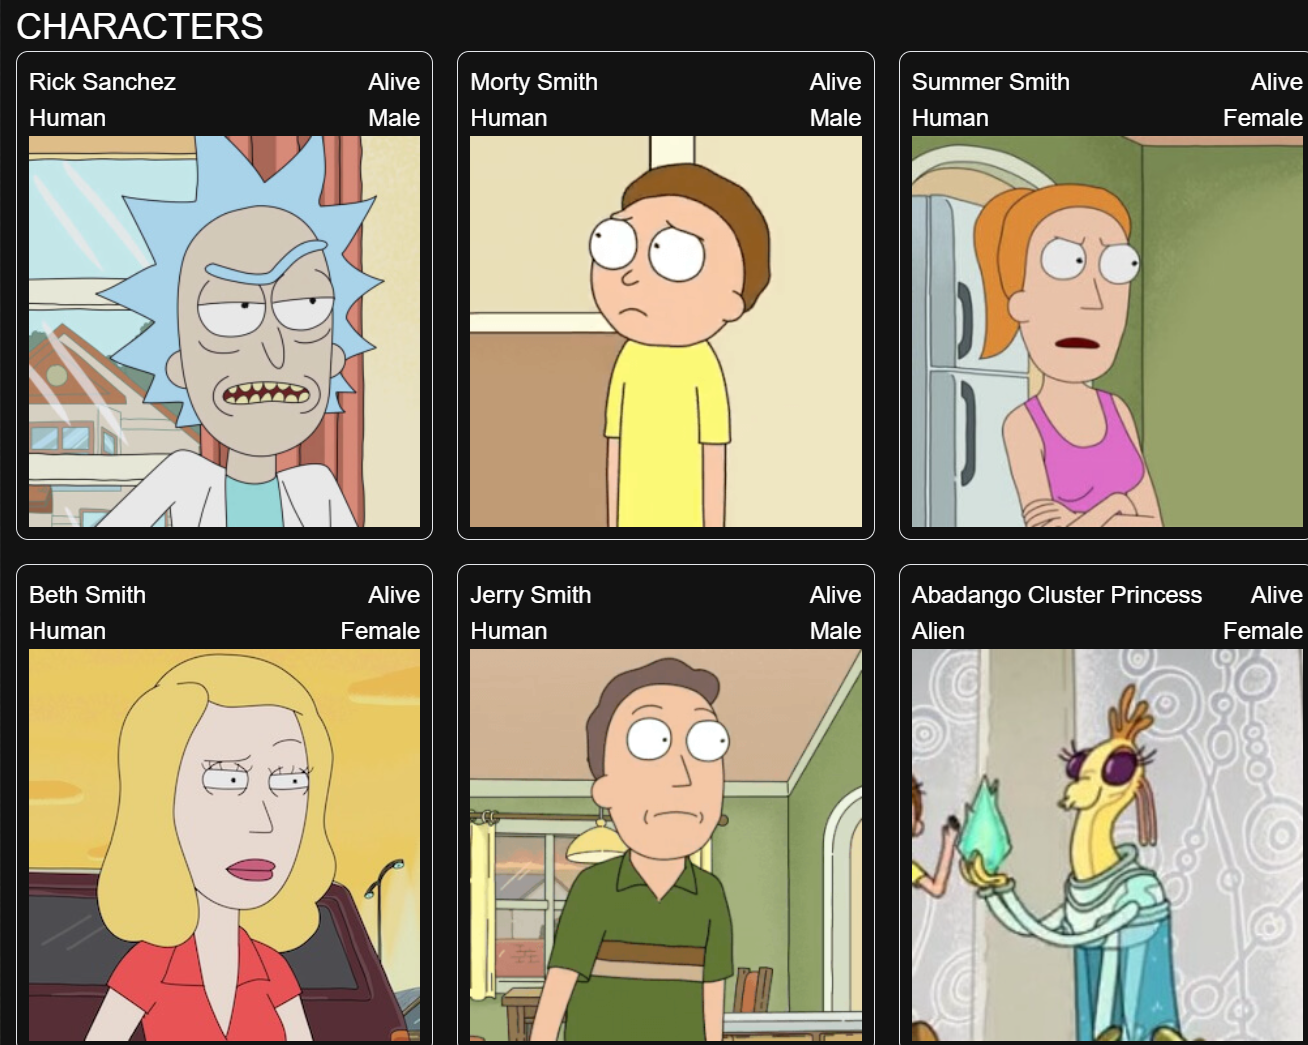 CHARACTERS
Rick Sanchez Alive
Human Male
Morty Smith Alive
Human Male
Summer Smith Alive
Human Female
Beth Smith Alive
Human Female
Jerry Smith Alive
Human Male
Abadango Cluster Princess Alive
Alien Female